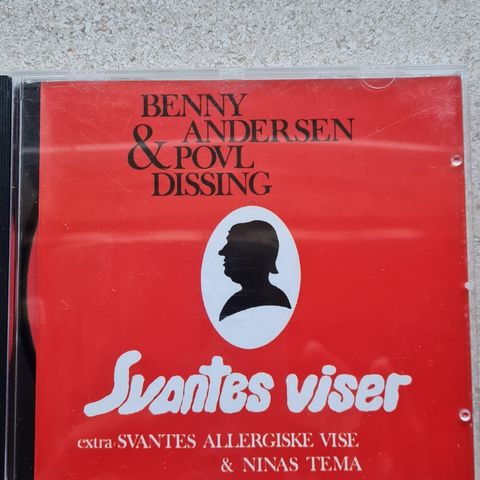 BENNY
ANDERSEN
& POVL
DISSING
Svantes viser
extra: SVANTES ALLERGISKE VISE
& NINAS TEMA